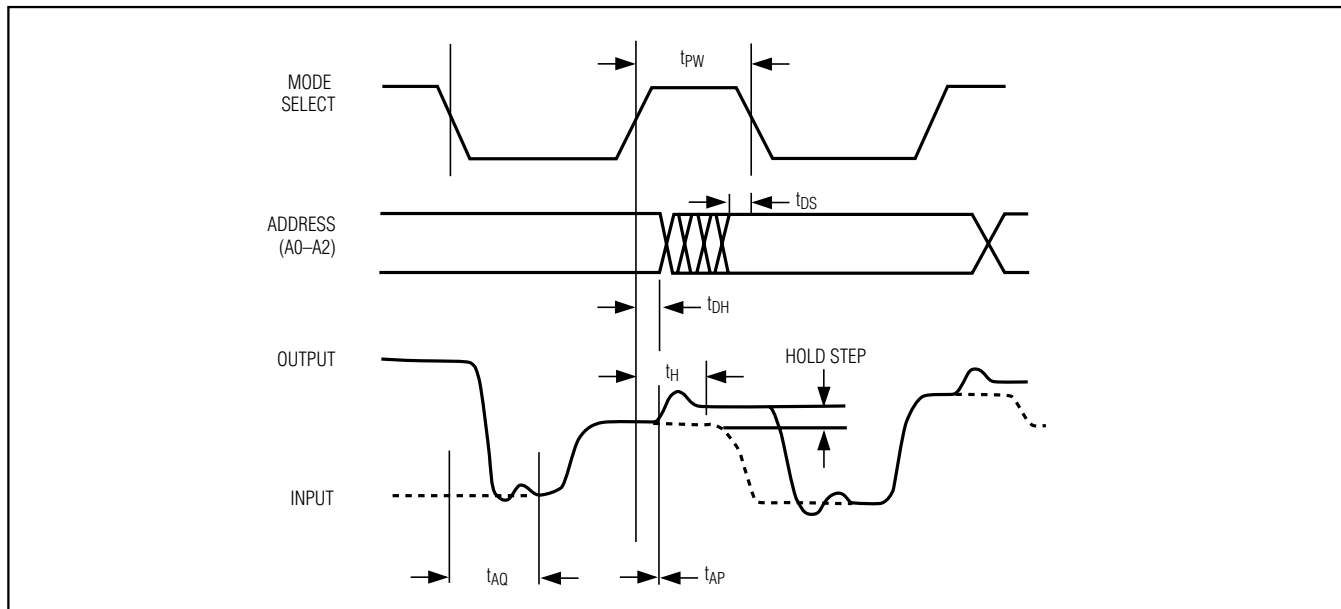 tPW
MODE
SELECT
tDS
ADDRESS
(A0–A2)
tDH
OUTPUT
HOLD STEP
tH
INPUT
tAQ
tAP